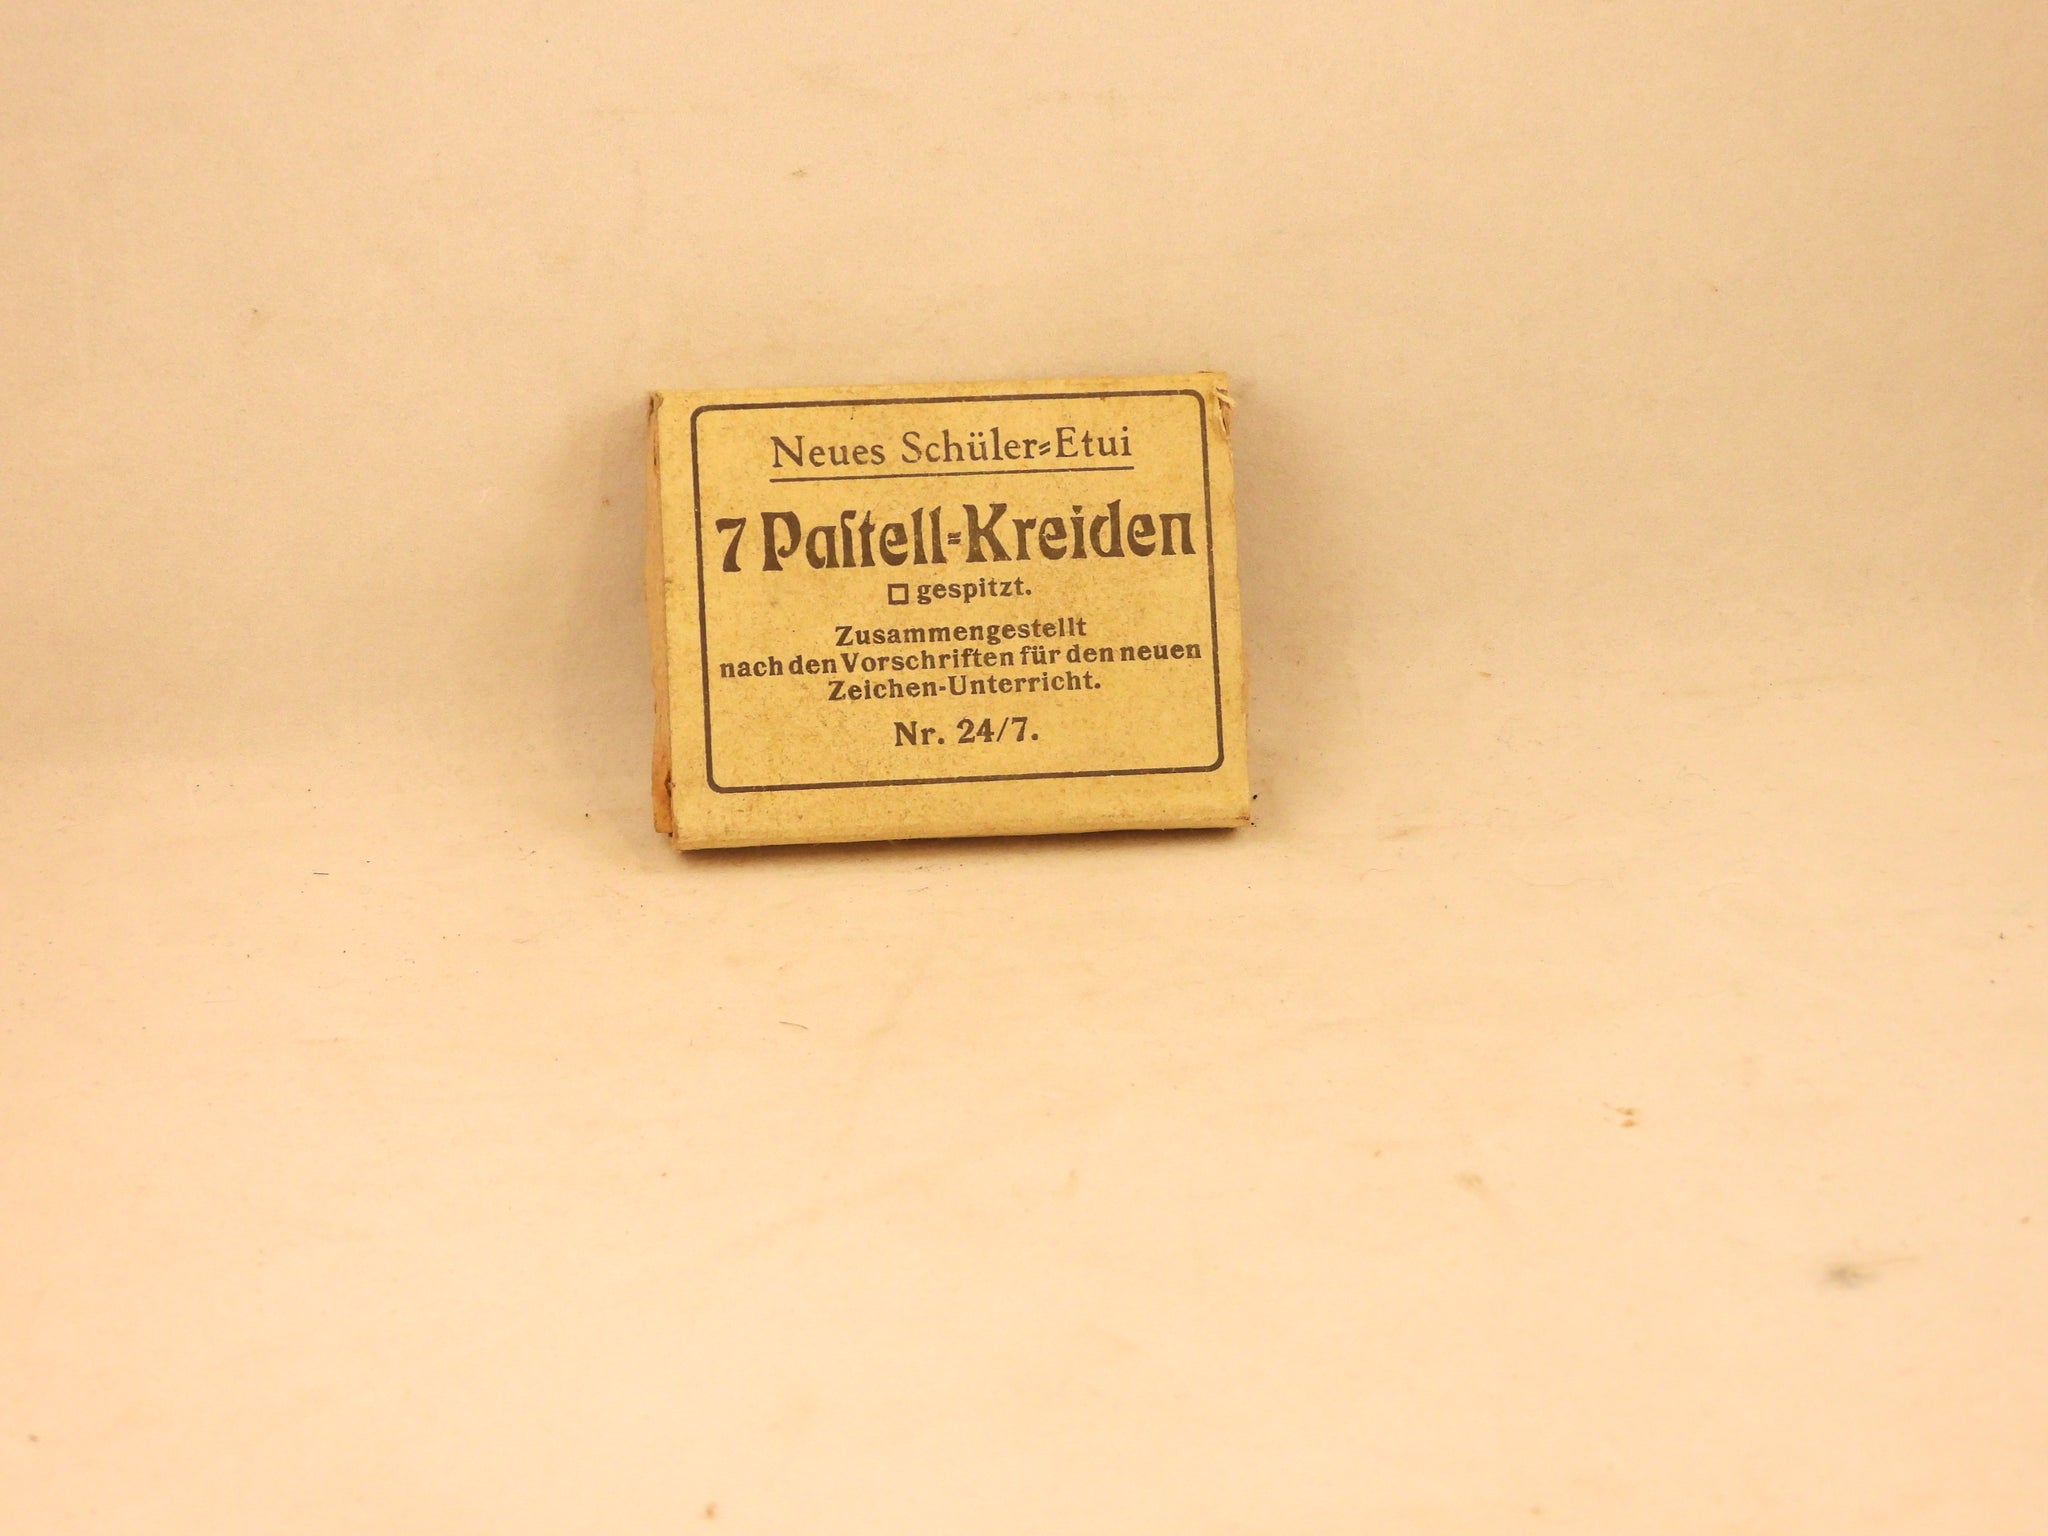 Neues Schüler⸗Etui
7 Paſtell⸗Kreiden
□ gespitzt.
Zusammengestellt
nach den Vorschriften für den neuen
Zeichen-Unterricht.
Nr. 24/7.